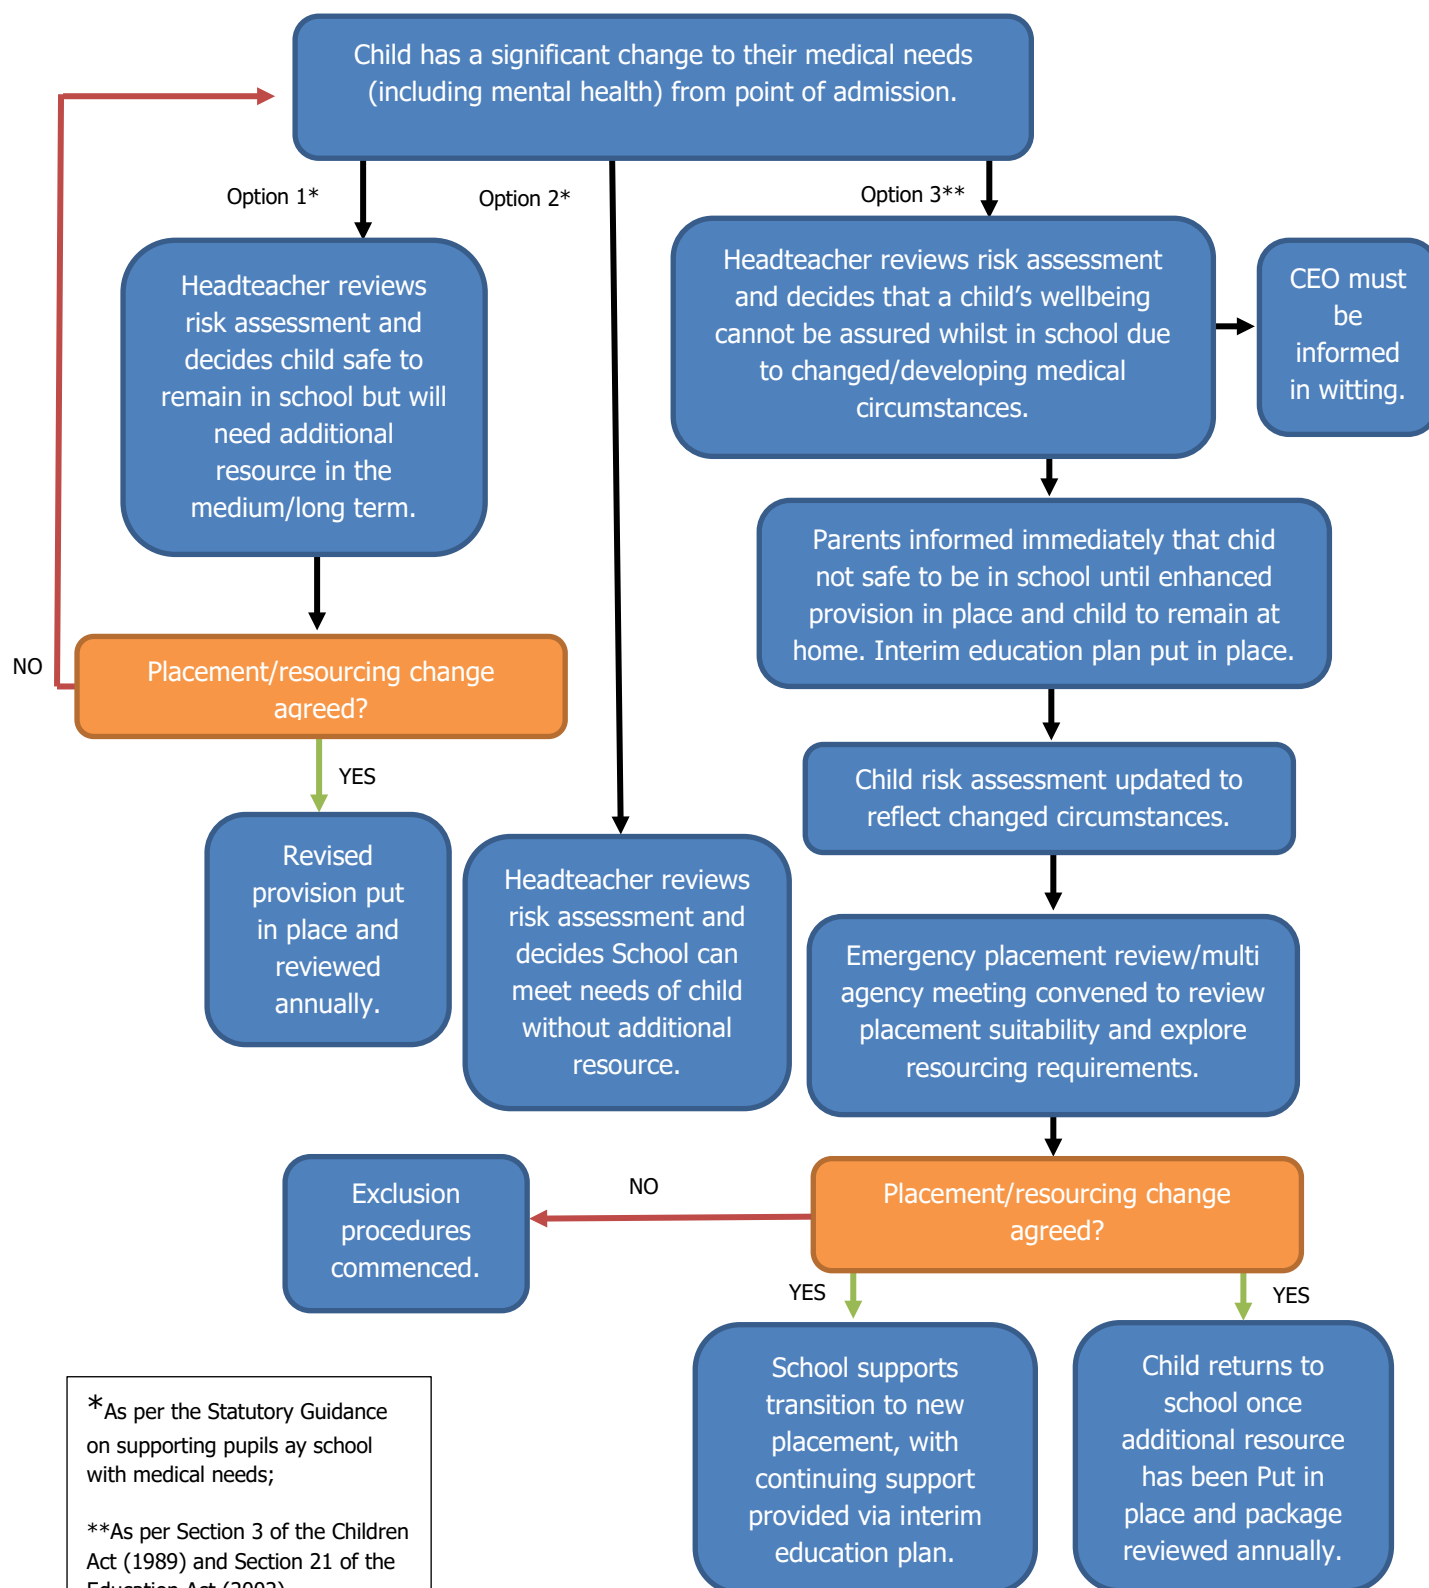 Child has a significant change to their medical needs
(including mental health) from point of admission.
Option 1*
Option 2*
Option 3**
Headteacher reviews
risk assessment and
decides child safe to
remain in school but will
need additional
resource in the
medium/long term.
Headteacher reviews risk assessment
and decides that a child’s wellbeing
cannot be assured whilst in school due
to changed/developing medical
circumstances.
CEO must
be
informed
in witting.
Parents informed immediately that chid
not safe to be in school until enhanced
provision in place and child to remain at
home. Interim education plan put in place.
NO
Placement/resourcing change
agreed?
YES
Child risk assessment updated to
reflect changed circumstances.
Revised
provision put
in place and
reviewed
annually.
Headteacher reviews
risk assessment and
decides School can
meet needs of child
without additional
resource.
Emergency placement review/multi
agency meeting convened to review
placement suitability and explore
resourcing requirements.
Exclusion
procedures
commenced.
NO
Placement/resourcing change
agreed?
YES
YES
School supports
transition to new
placement, with
continuing support
provided via interim
education plan.
Child returns to
school once
additional resource
has been Put in
place and package
reviewed annually.
*As per the Statutory Guidance
on supporting pupils ay school
with medical needs;
**As per Section 3 of the Children
Act (1989) and Section 21 of the
Education Act (2002)